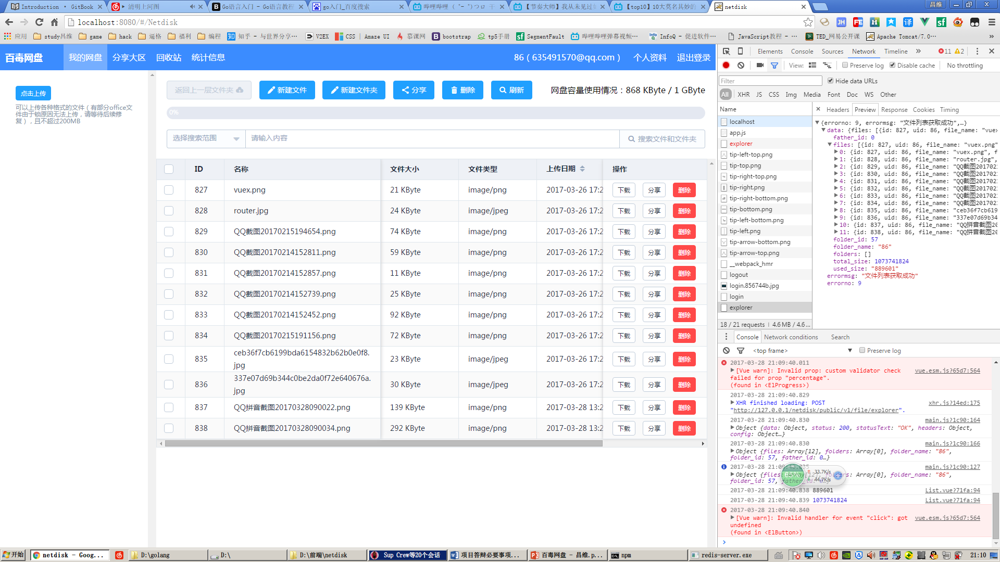 Introduction · GitBook
清明上河图
Go语言入门 - Go语言教程
go入门_百度搜索
哔哩哔哩 ( ゜- ゜)つロ 干
【节奏大师】我从未见过如
【top10】10大莫名其妙的
netdisk
昌维
localhost:8080/#/Netdisk
应用
study昌维
game
hack
逼格
福利
编程
知乎 - 与世界分享···
V2EX
CSS | Amaze UI
慕课网
bootstrap
tp5手册
SegmentFault
哔哩哔哩弹幕视频···
InfoQ - 促进软件···
JavaScript教程 - ···
TED_网易公开课
Apache Tomcat/7.0···
百毒网盘
我的网盘
分享大区
回收站
统计信息
86 ( 635491570@qq.com )
个人资料
退出登录
点击上传
可以上传各种格式的文件（有部分office文
件由于锁原因无法上传，请等待后续修
复），且不超过200MB
返回上一层文件夹
新建文件
新建文件夹
分享
删除
刷新
网盘容量使用情况：868 KByte / 1 GByte
0%
选择搜索范围
请输入内容
搜索文件和文件夹
ID 名称 文件大小 文件类型 上传日期 操作
827 vuex.png 21 KByte image/png 2017-03-26 17:2 下载 分享 删除
828 router.jpg 24 KByte image/jpeg 2017-03-26 17:2 下载 分享 删除
829 QQ截图20170215194654.png 74 KByte image/png 2017-03-26 17:2 下载 分享 删除
830 QQ截图20170214152811.png 59 KByte image/png 2017-03-26 17:2 下载 分享 删除
831 QQ截图20170214152857.png 11 KByte image/png 2017-03-26 17:2 下载 分享 删除
832 QQ截图20170214152739.png 25 KByte image/png 2017-03-26 17:2 下载 分享 删除
833 QQ截图20170214152452.png 92 KByte image/png 2017-03-26 17:2 下载 分享 删除
834 QQ截图20170215191156.png 72 KByte image/png 2017-03-26 17:2 下载 分享 删除
835 ceb36f7cb6199bda6154832b62b0e0f8.
jpg 23 KByte image/jpeg 2017-03-26 17:2 下载 分享 删除
836 337e07d69b344c0be2da0f72e640676a.
jpg 30 KByte image/jpeg 2017-03-26 17:2 下载 分享 删除
837 QQ拼音截图20170328090022.png 139 KByte image/png 2017-03-28 13:2 下载 分享 删除
838 QQ拼音截图20170328090034.png 292 KByte image/png 2017-03-28 13:2 下载 分享 删除
Elements Console Sources Network Timeline 11 2
View: Preserve log Disable cache No throttling
Filter Hide data URLs
All XHR JS CSS Img Media Font Doc WS Other
Name
localhost
app.js
explorer
tip-left-top.png
tip-top.png
tip-right-top.png
tip-right.png
tip-right-bottom.png
tip-bottom.png
tip-left-bottom.png
tip-left.png
tip-arrow-bottom.png
tip-arrow-top.png
__webpack_hmr
logout
login.856744b.jpg
login
explorer
18 / 21 requests | 4.6 MB / 4.6 ...
Headers Preview Response Cookies Timing
{errorno: 9, errormsg: "文件列表获取成功",…}
data: {files: [{id: 827, uid: 86, file_name: "vuex
father_id: 0
files: [{id: 827, uid: 86, file_name: "vuex.png"
0: {id: 827, uid: 86, file_name: "vuex.png", f
1: {id: 828, uid: 86, file_name: "router.jpg",
2: {id: 829, uid: 86, file_name: "QQ截图201702
3: {id: 830, uid: 86, file_name: "QQ截图201702
4: {id: 831, uid: 86, file_name: "QQ截图201702
5: {id: 832, uid: 86, file_name: "QQ截图201702
6: {id: 833, uid: 86, file_name: "QQ截图201702
7: {id: 834, uid: 86, file_name: "QQ截图201702
8: {id: 835, uid: 86, file_name: "ceb36f7cb619
9: {id: 836, uid: 86, file_name: "337e07d69b34
10: {id: 837, uid: 86, file_name: "QQ拼音截图20
11: {id: 838, uid: 86, file_name: "QQ拼音截图20
folder_id: 57
folder_name: "86"
folders: []
total_size: 1073741824
used_size: "889601"
errormsg: "文件列表获取成功"
errorno: 9
Console Network conditions Search
<top frame> Preserve log
2017-03-28 21:09:40.011
[Vue warn]: Invalid prop: custom validator check vue.esm.js?65d7:564
failed for prop "percentage".
(found in <ElProgress>)
2017-03-28 21:09:40.829
XHR finished loading: POST xhr.js?14ed:175
"http://127.0.0.1/netdisk/public/v1/file/explorer".
2017-03-28 21:09:40.830 main.js?1c90:164
Object {data: Object, status: 200, statusText: "OK", headers: Object,
config: Object…}
2017-03-28 21:09:40.830 main.js?1c90:166
Object {files: Array[12], folders: Array[0], folder_name: "86",
folder_id: 57, father_id: 0…}
2017-03-28 21:09:40.835 main.js?1c90:127
Object {files: Array[12], folders: Array[0], folder_name: "86",
folder_id: 57, father_id: 0…}
65% 33.7K/s
44.7K/s
2017-03-28 21:09:40.838 889601 List.vue?71fa:94
2017-03-28 21:09:40.839 1073741824 List.vue?71fa:94
2017-03-28 21:09:40.840
[Vue warn]: Invalid handler for event "click": got vue.esm.js?65d7:564
undefined
(found in <ElButton>)
开始
netdisk - Goog...
D:\golang
D:\
D:\前端\netdisk
Sup Crew等20个会话
项目答辩必要事项...
百毒网盘 - 昌维.p...
npm
redis-server.exe
21:10